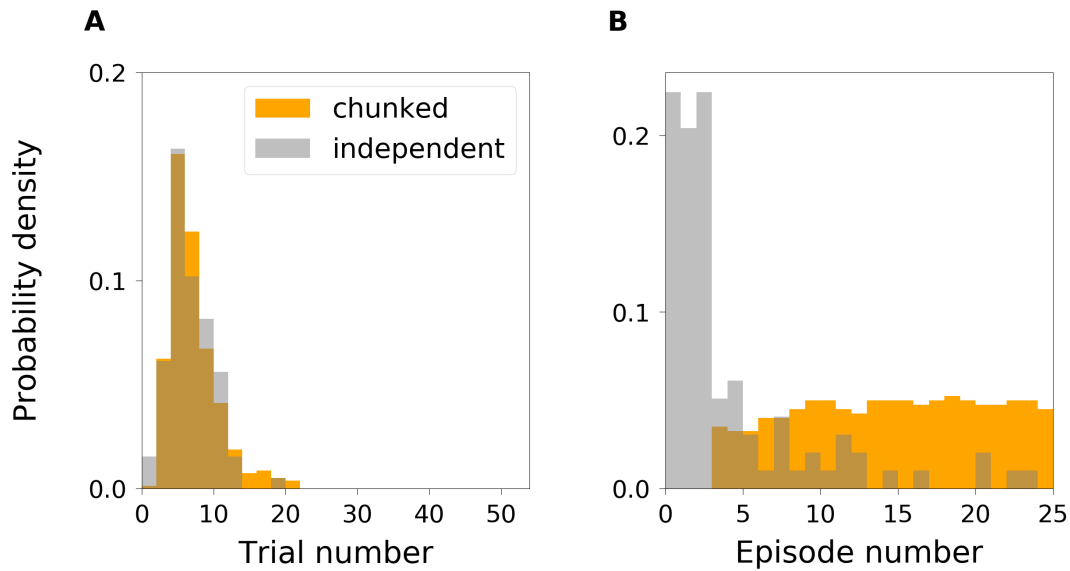 A
B
Probability density
0.2
0.1
0.0
chunked
independent
0 10 20 30 40 50
Trial number
0.2
0.1
0.0
0 5 10 15 20 25
Episode number